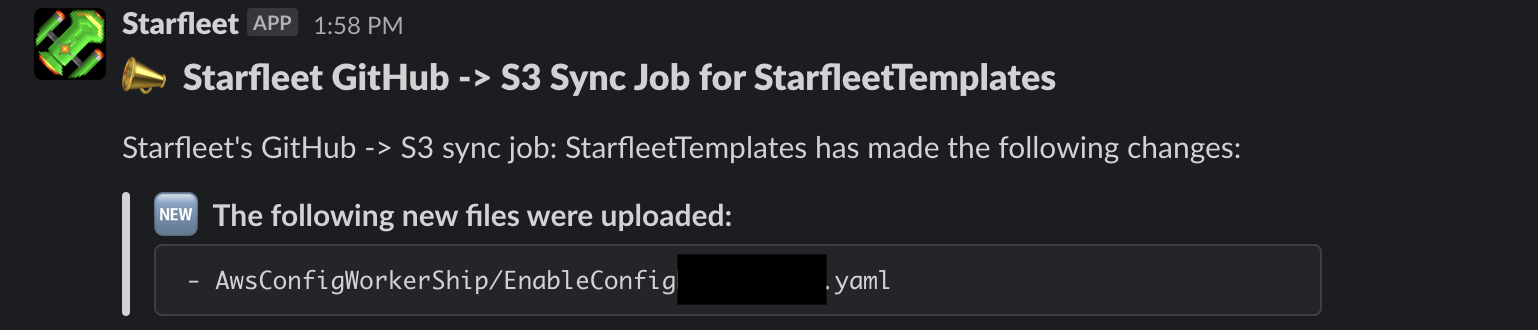 Starfleet APP 1:58 PM
Starfleet GitHub -> S3 Sync Job for StarfleetTemplates
Starfleet's GitHub -> S3 sync job: StarfleetTemplates has made the following changes:
NEW The following new files were uploaded:
- AwsConfigWorkerShip/EnableConfig .yaml